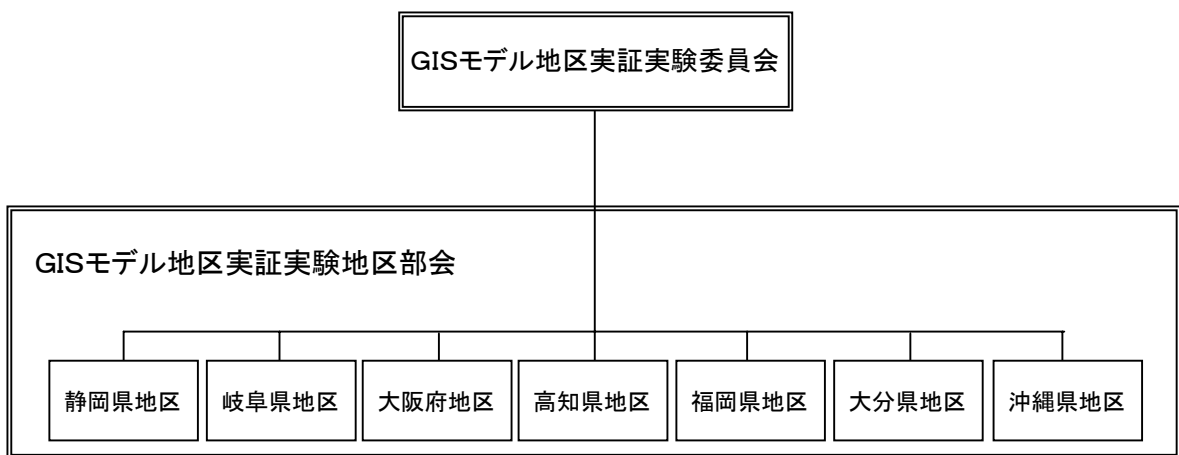 GISモデル地区実証実験委員会
GISモデル地区実証実験地区部会
静岡県地区
岐阜県地区
大阪府地区
高知県地区
福岡県地区
大分県地区
沖縄県地区